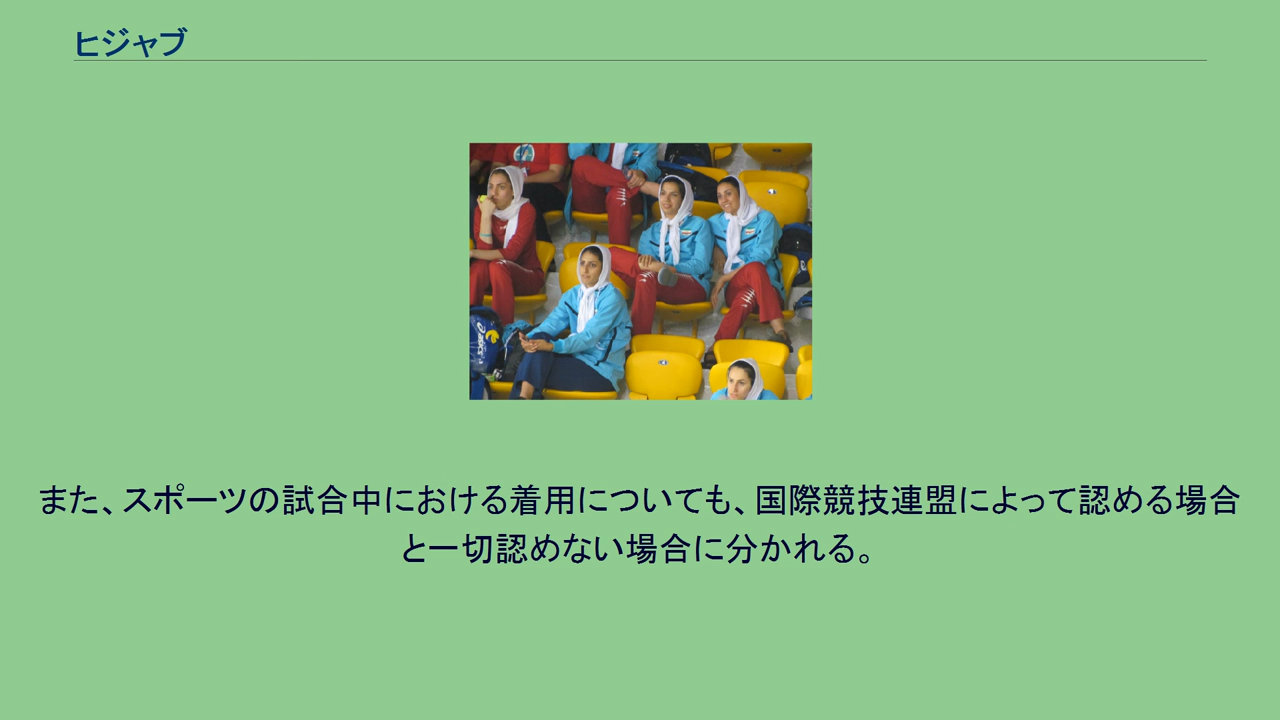 ヒジャブ
また、スポーツの試合中における着用についても、国際競技連盟によって認める場合
と一切認めない場合に分かれる。